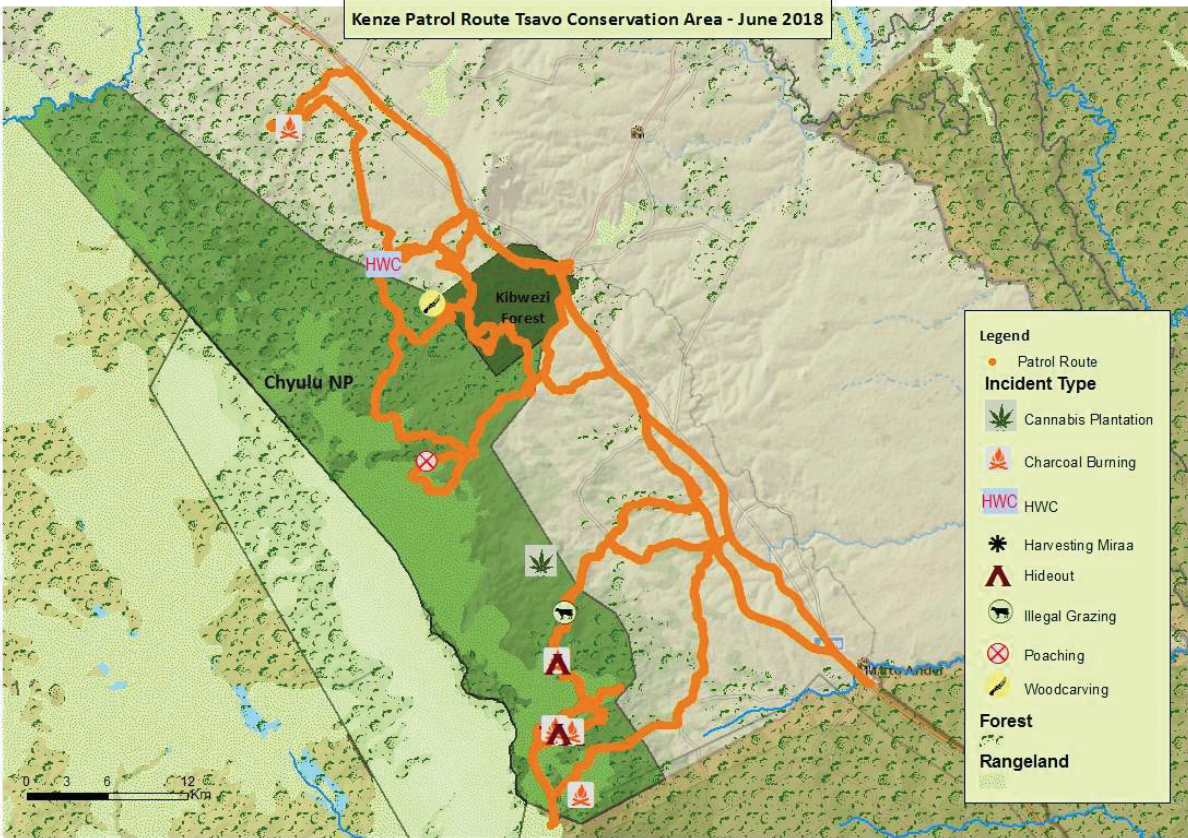 Kenze Patrol Route Tsavo Conservation Area - June 2018
HWC
Kibwezi
Forest
Chyulu NP
Legend
Patrol Route
Incident Type
Cannabis Plantation
Charcoal Burning
HWC HWC
Harvesting Miraa
Hideout
Illegal Grazing
Poaching
Woodcarving
Forest
Rangeland
0 3 6 12
Km